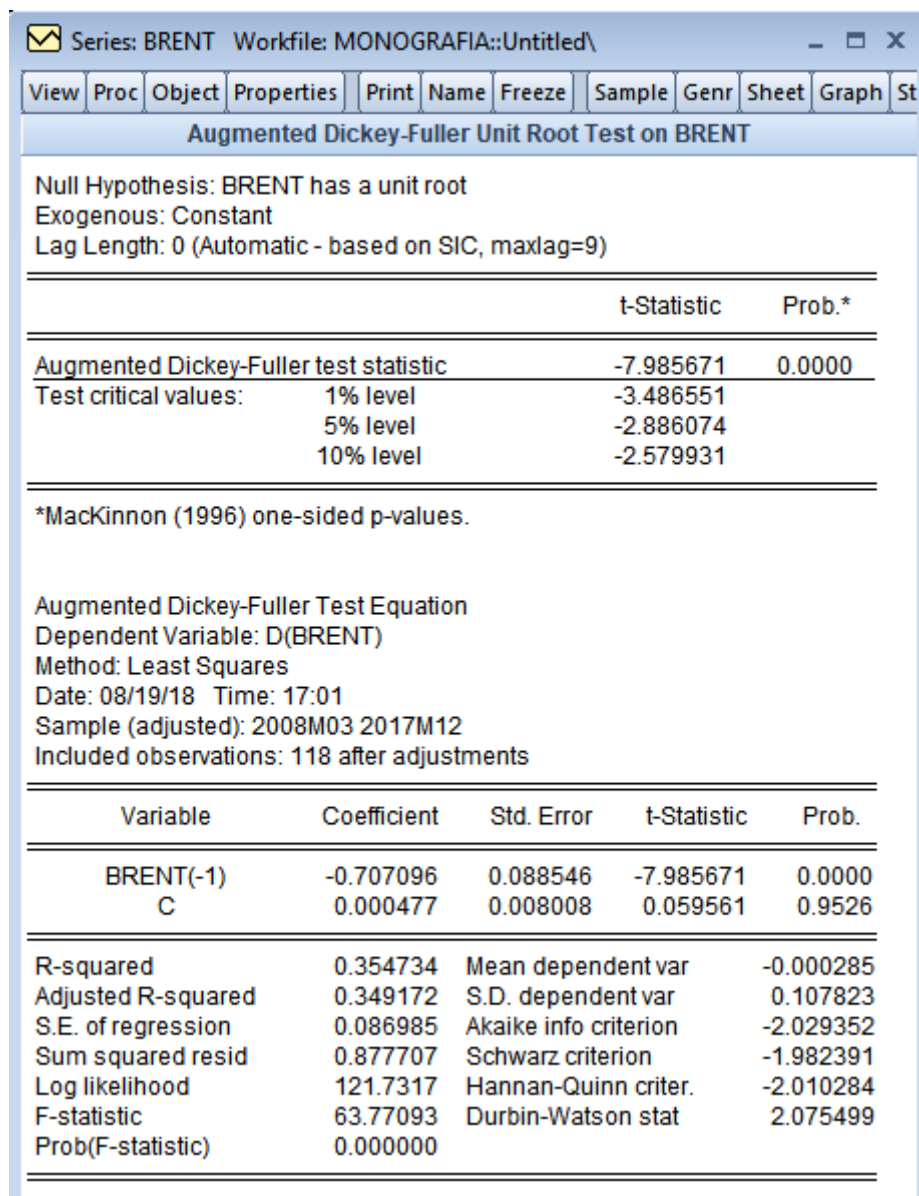 Series: BRENT Workfile: MONOGRAFIA::Untitled\
View Proc Object Properties Print Name Freeze Sample Genr Sheet Graph St
Augmented Dickey-Fuller Unit Root Test on BRENT
Null Hypothesis: BRENT has a unit root
Exogenous: Constant
Lag Length: 0 (Automatic - based on SIC, maxlag=9)
t-Statistic Prob.*
Augmented Dickey-Fuller test statistic -7.985671 0.0000
Test critical values: 1% level -3.486551
5% level -2.886074
10% level -2.579931
*MacKinnon (1996) one-sided p-values.
Augmented Dickey-Fuller Test Equation
Dependent Variable: D(BRENT)
Method: Least Squares
Date: 08/19/18 Time: 17:01
Sample (adjusted): 2008M03 2017M12
Included observations: 118 after adjustments
Variable Coefficient Std. Error t-Statistic Prob.
BRENT(-1) -0.707096 0.088546 -7.985671 0.0000
C 0.000477 0.008008 0.059561 0.9526
R-squared 0.354734 Mean dependent var -0.000285
Adjusted R-squared 0.349172 S.D. dependent var 0.107823
S.E. of regression 0.086985 Akaike info criterion -2.029352
Sum squared resid 0.877707 Schwarz criterion -1.982391
Log likelihood 121.7317 Hannan-Quinn criter. -2.010284
F-statistic 63.77093 Durbin-Watson stat 2.075499
Prob(F-statistic) 0.000000